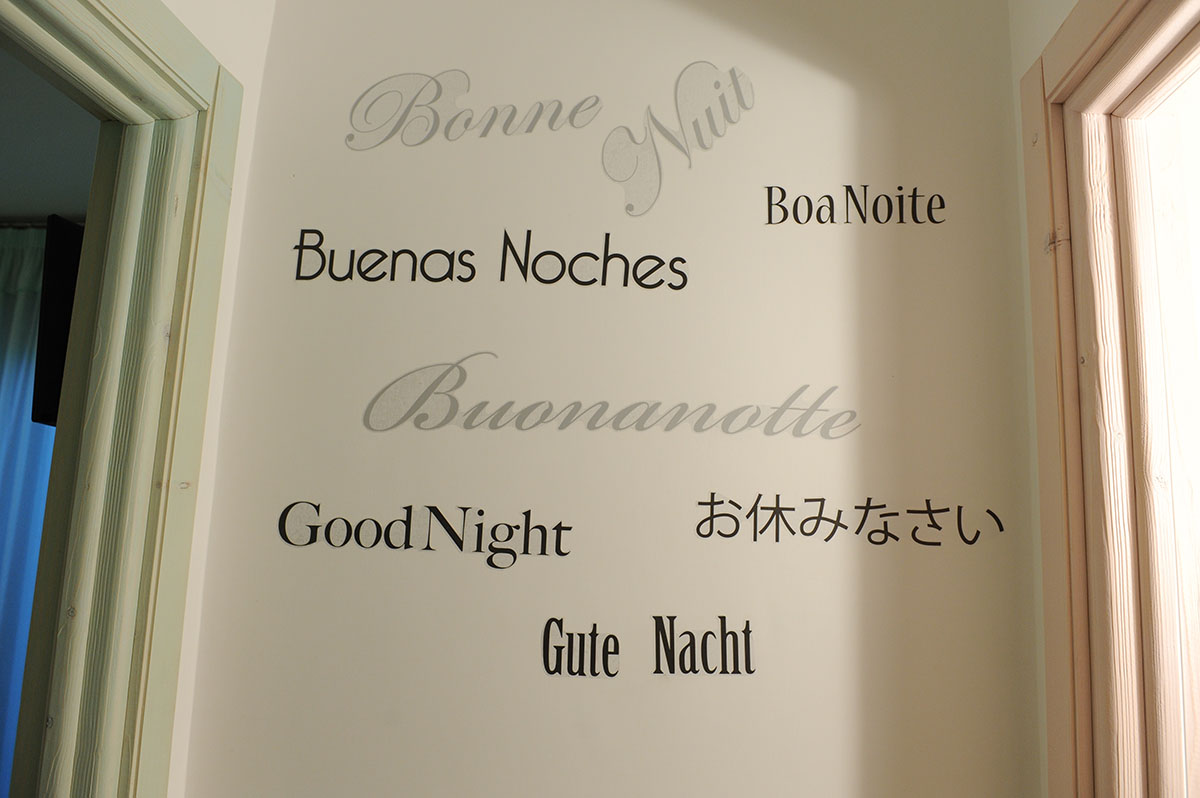 Bonne Nuit
Boa Noite
Buenas Noches
Buonanotte
Good Night
お休みなさい
Gute Nacht